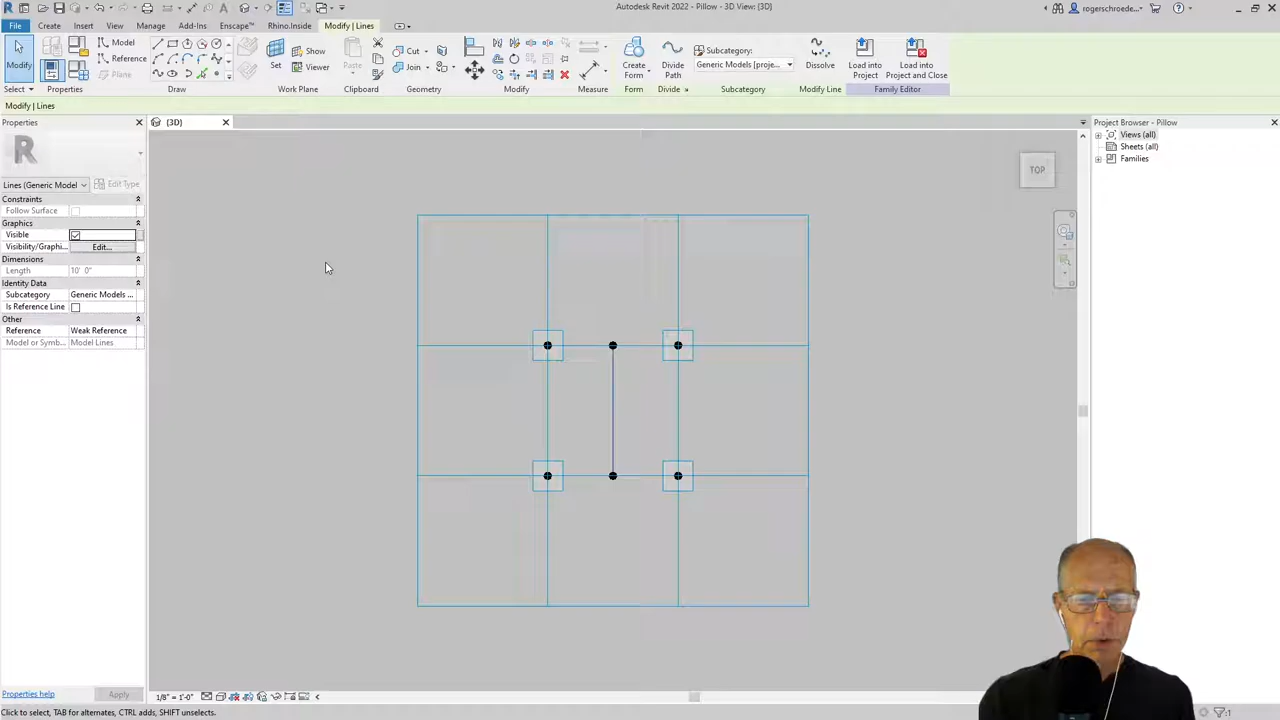 Autodesk Revit 2022 - Pillow - 3D View: {3D}
rogerschroede...
File
Create
Insert
View
Manage
Add-Ins
Enscape™
Rhino.Inside
Modify | Lines
Modify
Model
Reference
Plane
Set
Show
Viewer
Paste
Cut
Join
Create
Form
Divide
Path
Subcategory:
Generic Models [proje...
Dissolve
Load into
Project
Load into
Project and Close
Select
Properties
Draw
Work Plane
Clipboard
Geometry
Modify
Measure
Form
Divide
Subcategory
Modify Line
Family Editor
Modify | Lines
Properties
{3D}
Project Browser - Pillow
R
Views (all)
Sheets (all)
Families
TOP
Lines (Generic Model
Edit Type
Constraints
Follow Surface
Graphics
Visible
Visibility/Graphi...
Edit...
Dimensions
Length
10' 0"
Identity Data
Subcategory
Generic Models ...
Is Reference Line
Other
Reference
Weak Reference
Model or Symb...
Model Lines
Properties help
Apply
1/8" = 1'-0"
Click to select, TAB for alternates, CTRL adds, SHIFT unselects.
:1